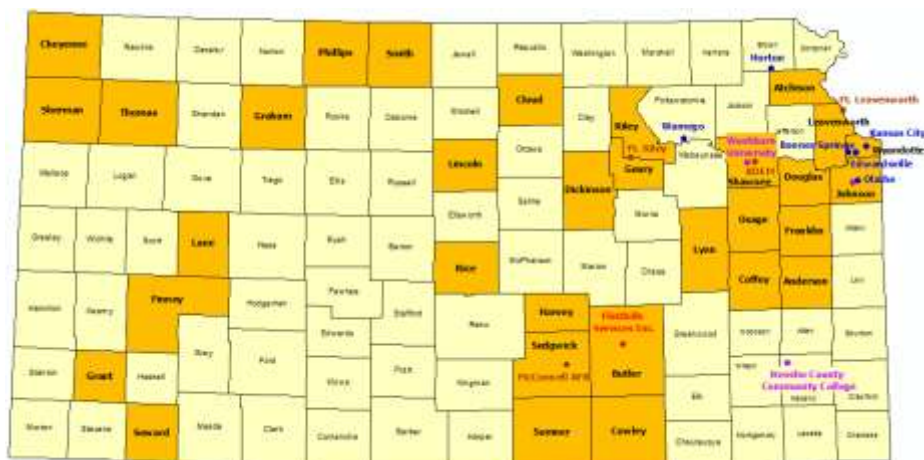 Cheyenne
Rawlins
Decatur
Norton
Phillips
Smith
Jewell
Republic
Washington
Marshall
Nemaha
Brown
Doniphan
Horton
Atchison
Ft. Leavenworth
Sherman
Thomas
Sheridan
Graham
Rooks
Osborne
Mitchell
Cloud
Clay
Riley
Pottawatomie
Jackson
Jefferson
Leavenworth
Kansas City
Wamego
Washburn
University
Bonner Springs
Wyandotte
Edwardsville
Olathe
Ft. Riley
Geary
Wabaunsee
KDEM
Shawnee
Douglas
Johnson
Wallace
Logan
Gove
Trego
Ellis
Russell
Lincoln
Ottawa
Saline
Dickinson
Morris
Osage
Franklin
Miami
Greeley
Wichita
Scott
Lane
Ness
Rush
Barton
Ellsworth
Rice
McPherson
Marion
Chase
Lyon
Coffey
Anderson
Linn
Hamilton
Kearny
Finney
Hodgeman
Pawnee
Stafford
Edwards
Reno
Harvey
Flinthills
Services Inc.
Greenwood
Woodson
Allen
Bourbon
Stanton
Grant
Haskell
Gray
Ford
Kiowa
Pratt
Kingman
Sedgwick
McConnell AFB
Butler
Elk
Neosho County
Community College
Neosho
Crawford
Morton
Stevens
Seward
Meade
Clark
Comanche
Barber
Harper
Sumner
Cowley
Chautauqua
Montgomery
Labette
Cherokee